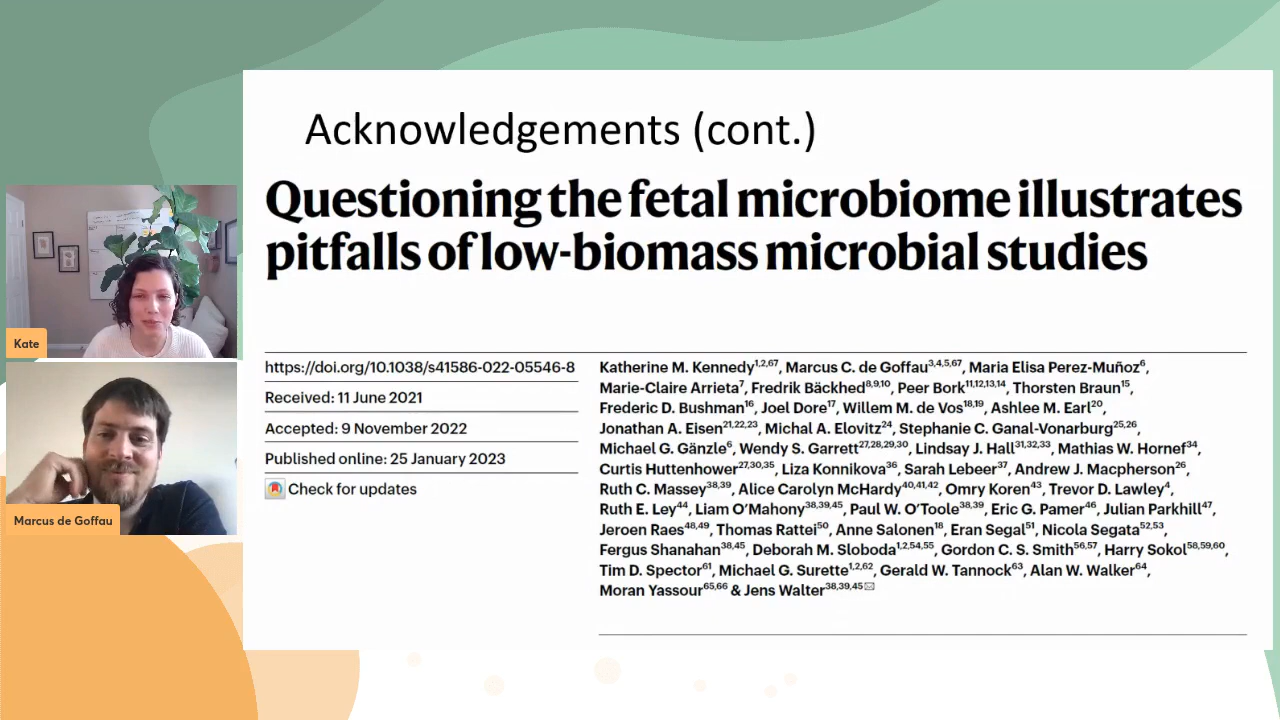 Acknowledgements (cont.)
Questioning the fetal microbiome illustrates
pitfalls of low-biomass microbial studies
https://doi.org/10.1038/s41586-022-05546-8
Received: 11 June 2021
Accepted: 9 November 2022
Published online: 25 January 2023
Check for updates
Katherine M. Kennedy1,2,67, Marcus C. de Goffau3,4,5,67, Maria Elisa Perez-Muñoz6,
Marie-Claire Arrieta7, Fredrik Bäckhed8,9,10, Peer Bork11,12,13,14, Thorsten Braun15,
Frederic D. Bushman16, Joel Dore17, Willem M. de Vos18,19, Ashlee M. Earl20,
Jonathan A. Eisen21,22,23, Michal A. Elovitz24, Stephanie C. Ganal-Vonarburg25,26,
Michael G. Gänzle6, Wendy S. Garrett27,28,29,30, Lindsay J. Hall31,32,33, Mathias W. Hornef34,
Curtis Huttenhower27,30,35, Liza Konnikova36, Sarah Lebeer37, Andrew J. Macpherson26,
Ruth C. Massey38,39, Alice Carolyn McHardy40,41,42, Omry Koren43, Trevor D. Lawley4,
Ruth E. Ley44, Liam O'Mahony38,39,45, Paul W. O'Toole38,39, Eric G. Pamer46, Julian Parkhill47,
Jeroen Raes48,49, Thomas Rattei50, Anne Salonen18, Eran Segal51, Nicola Segata52,53,
Fergus Shanahan38,45, Deborah M. Sloboda1,2,54,55, Gordon C. S. Smith56,57, Harry Sokol58,59,60,
Tim D. Spector61, Michael G. Surette1,2,62, Gerald W. Tannock63, Alan W. Walker64,
Moran Yassour65,66 & Jens Walter38,39,45
Kate
Marcus de Goffau